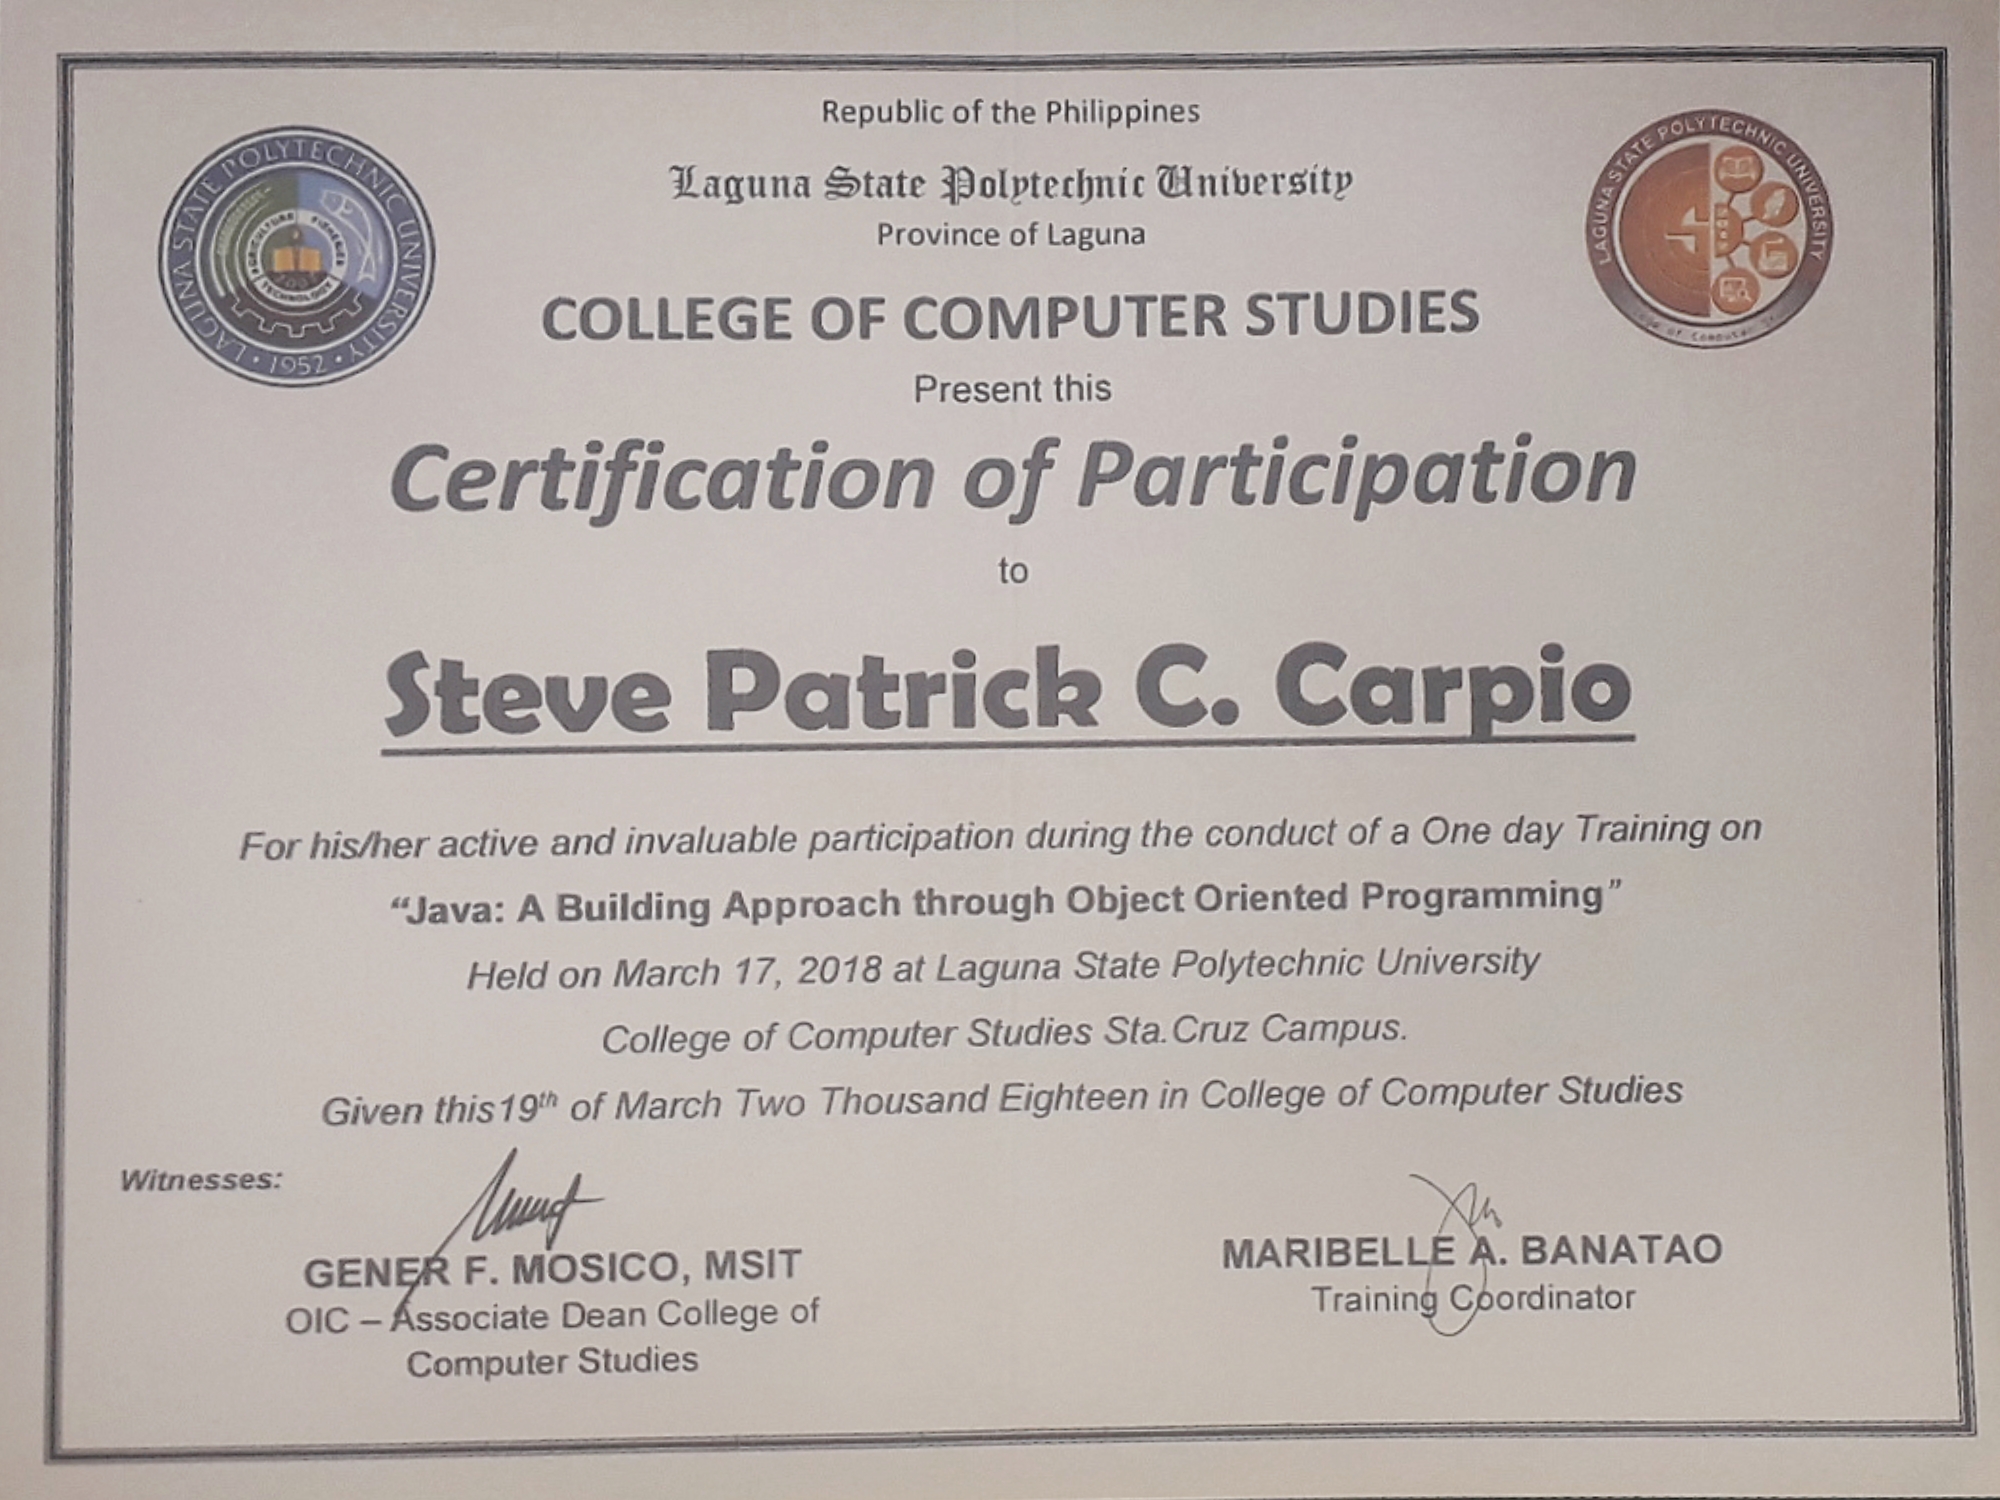 Republic of the Philippines
Laguna State Polytechnic University
Province of Laguna
COLLEGE OF COMPUTER STUDIES
Present this
Certification of Participation
to
Steve Patrick C. Carpio
For his/her active and invaluable participation during the conduct of a One day Training on
“Java: A Building Approach through Object Oriented Programming”
Held on March 17, 2018 at Laguna State Polytechnic University
College of Computer Studies Sta.Cruz Campus.
Given this19th of March Two Thousand Eighteen in College of Computer Studies
Witnesses:
GENER F. MOSICO, MSIT
OIC – Associate Dean College of
Computer Studies
MARIBELLE A. BANATAO
Training Coordinator
LAGUNA STATE POLYTECHNIC UNIVERSITY
• 1952 •
AGRICULTURE
FISHERIES
TECHNOLOGY
LAGUNA STATE POLYTECHNIC UNIVERSITY
of Computer